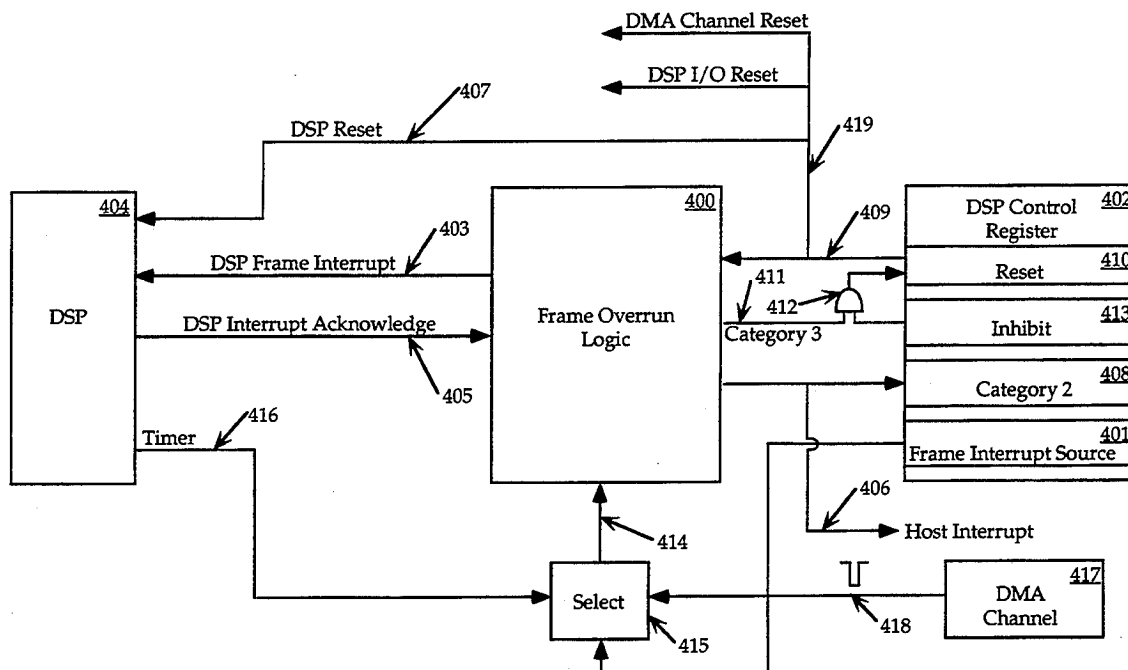 DMA Channel Reset
DSP I/O Reset
407
DSP Reset
419
404
DSP
403
DSP Frame Interrupt
DSP Interrupt Acknowledge
405
416
Timer
400
Frame Overrun
Logic
409
411
412
Category 3
402
DSP Control
Register
410
Reset
413
Inhibit
408
Category 2
401
Frame Interrupt Source
406
Host Interrupt
414
Select
415
418
417
DMA
Channel